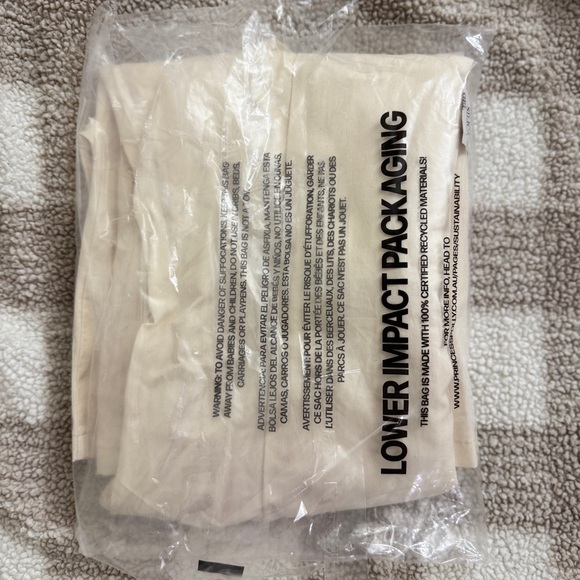 WARNING: TO AVOID DANGER OF SUFFOCATIONS, KEEP THIS BAG
AWAY FROM BABIES AND CHILDREN. DO NOT USE IN CRIBS, BEDS,
CARRIAGES OR PLAYPENS. THIS BAG IS NOT A TOY.
ADVERTENCIO PARA EVITAR EL PELIGRO DE ASFIXIA, MANTENGA ESTA
BOLSA LEJOS DEL ALCANCE DE BEBÉS Y NIÑOS. NO UTILICE EN CUNAS,
CAMAS, CARROS O JUGADORES. ESTA BOLSA NO ES UN JUGUETE.
AVERTISSEMENT: POUR ÉVITER LE RISQUE D'ÉTUFFORATION, GARDER
CE SAC HORS DE LA PORTÉE DES BÉBÉS ET DES ENFANTS, NE PAS
L'UTILISER DANS DES BERCEUAUX, DES LITS, DES CHARIOTS OU DES
PARCS À JOUER. CE SAC N'EST PAS UN JOUET.
LOWER IMPACT PACKAGING
THIS BAG IS MADE WITH 100% CERTIFIED RECYCLED MATERIALS!
FOR MORE INFO, HEAD TO
WWW.PRINCESSPOLLY.COM.AU/PAGES/SUSTAINABILITY